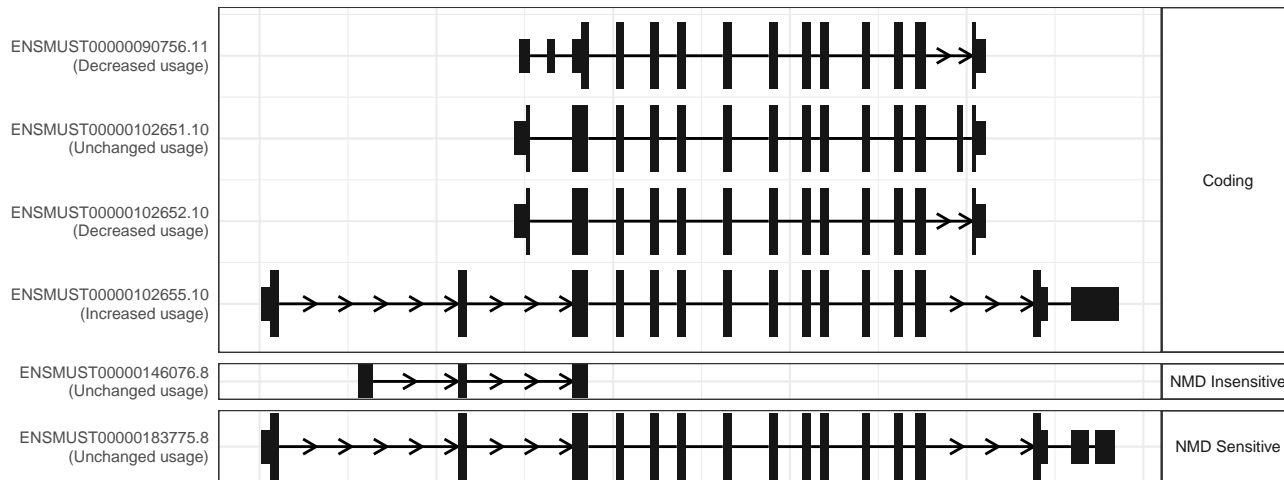 ENSMUST00000090756.11
(Decreased usage)
ENSMUST00000102651.10
(Unchanged usage)
Coding
ENSMUST00000102652.10
(Decreased usage)
ENSMUST00000102655.10
(Increased usage)
ENSMUST00000146076.8
(Unchanged usage)
NMD Insensitive
ENSMUST00000183775.8
(Unchanged usage)
NMD Sensitive